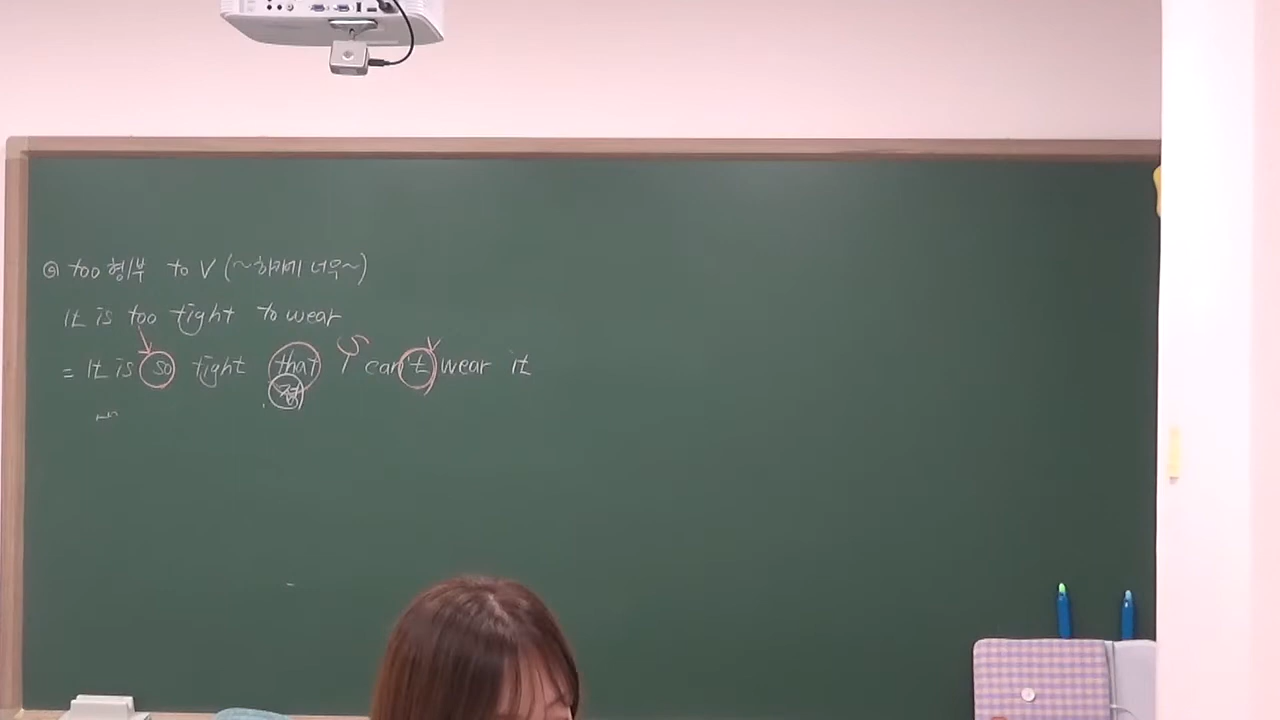 ◎ too 형/부 to V (~하기에 너무~)
It is too tight to wear
S
= It is so tight that I can't wear it
접